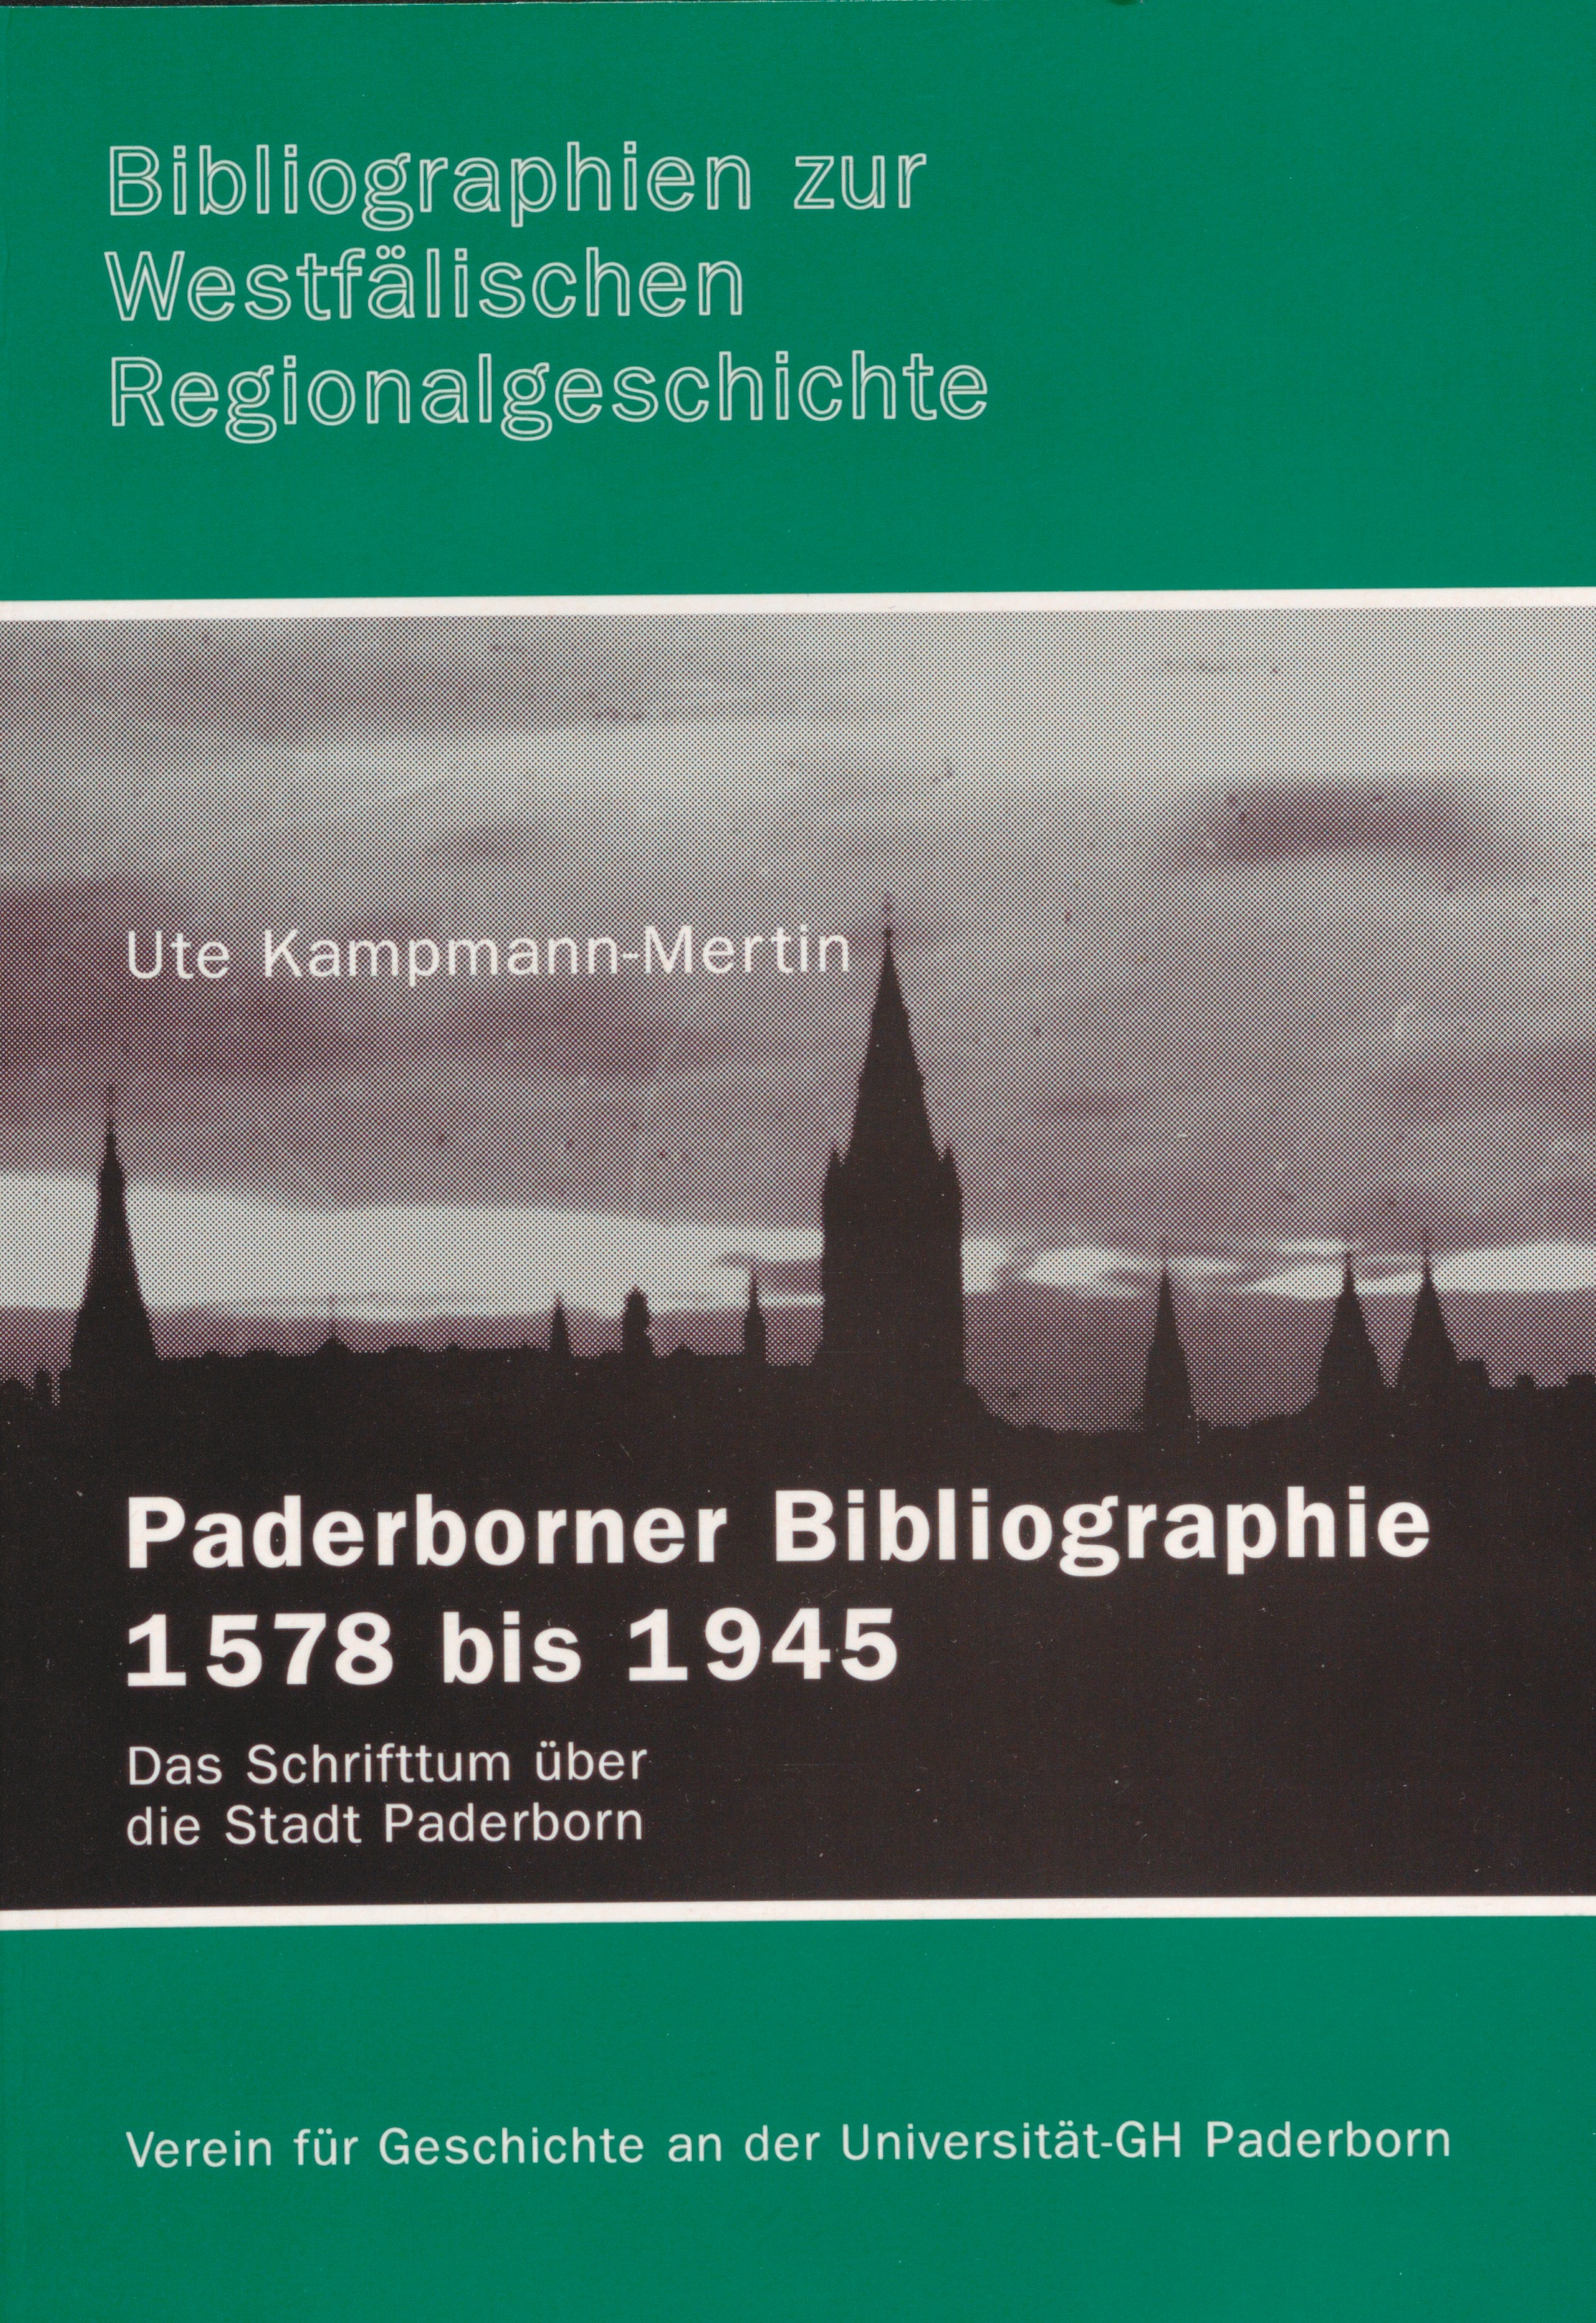 Bibliographien zur
Westfälischen
Regionalgeschichte
Ute Kampmann-Mertin
Paderborner Bibliographie
1578 bis 1945
Das Schrifttum über
die Stadt Paderborn
Verein für Geschichte an der Universität-GH Paderborn